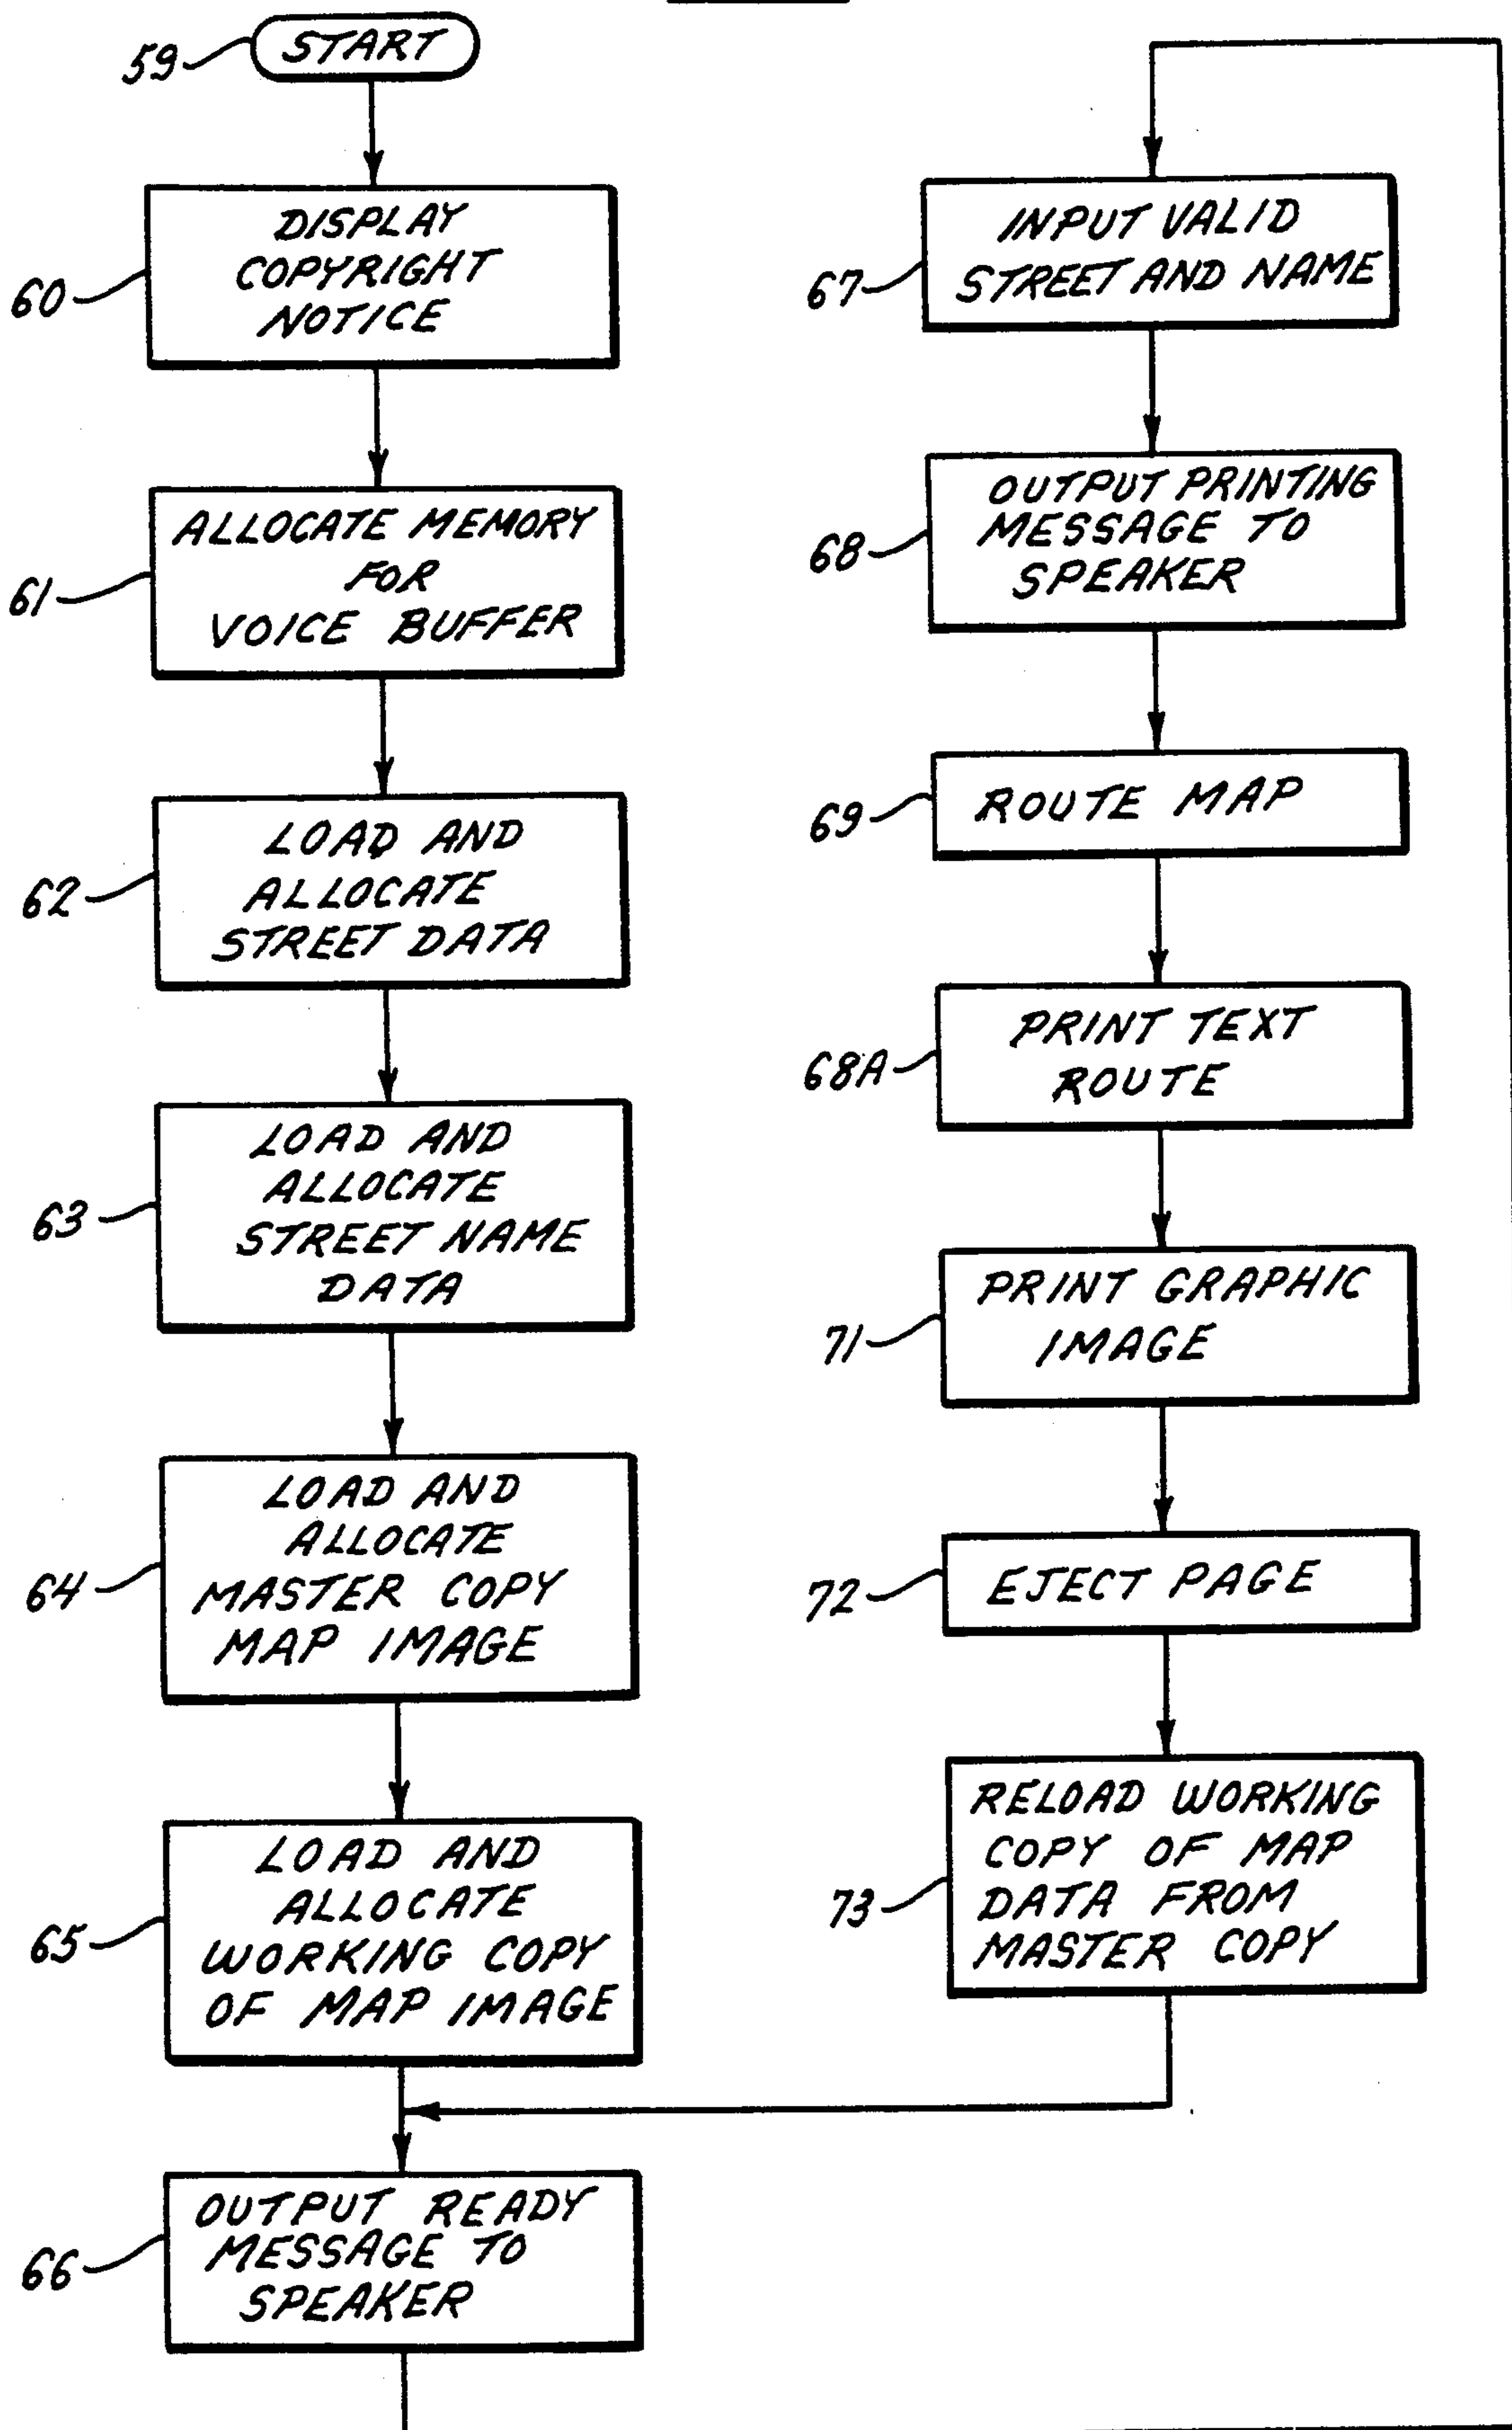 59
START
60
DISPLAY
COPYRIGHT
NOTICE
61
ALLOCATE MEMORY
FOR
VOICE BUFFER
62
LOAD AND
ALLOCATE
STREET DATA
63
LOAD AND
ALLOCATE
STREET NAME
DATA
64
LOAD AND
ALLOCATE
MASTER COPY
MAP IMAGE
65
LOAD AND
ALLOCATE
WORKING COPY
OF MAP IMAGE
66
OUTPUT READY
MESSAGE TO
SPEAKER
67
INPUT VALID
STREET AND NAME
68
OUTPUT PRINTING
MESSAGE TO
SPEAKER
69
ROUTE MAP
68A
PRINT TEXT
ROUTE
71
PRINT GRAPHIC
IMAGE
72
EJECT PAGE
73
RELOAD WORKING
COPY OF MAP
DATA FROM
MASTER COPY